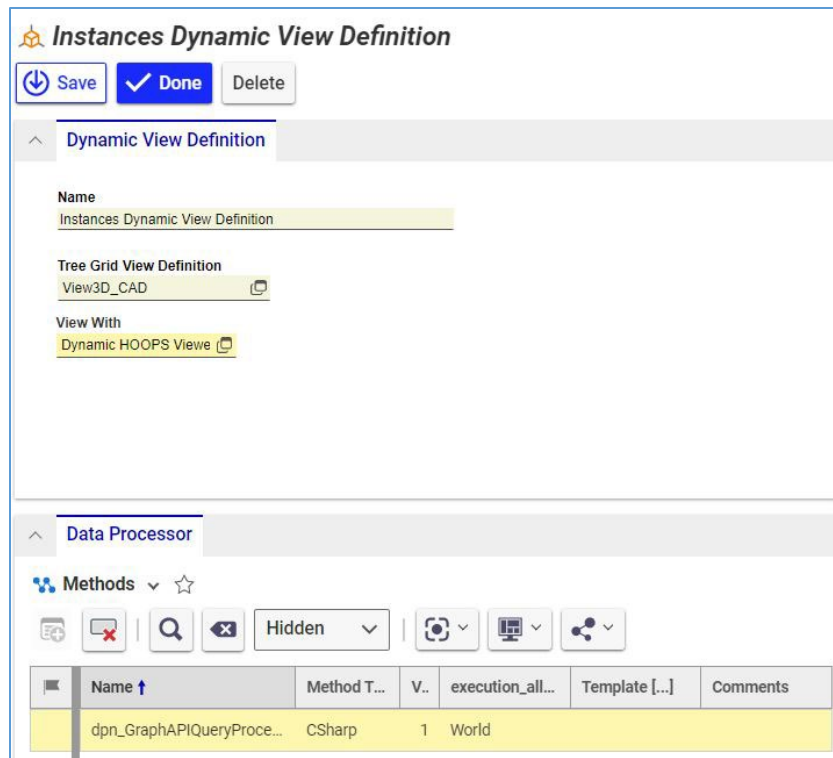 Instances Dynamic View Definition
Save Done Delete
Dynamic View Definition
Name
Instances Dynamic View Definition
Tree Grid View Definition
View3D_CAD
View With
Dynamic HOOPS Viewe
Data Processor
Methods
Hidden
Name Method T... V.. execution_all... Template [...] Comments
dpn_GraphAPIQueryProce... CSharp 1 World